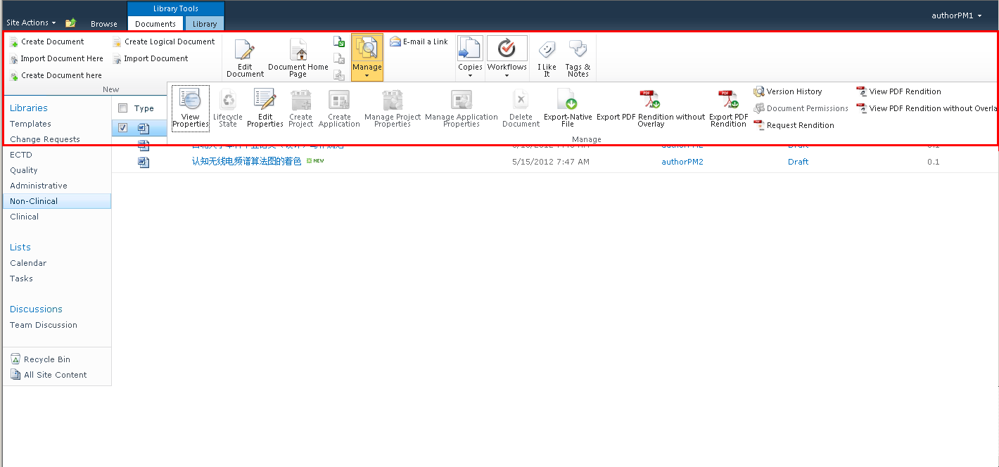 Library Tools
Site Actions
Browse
Documents
Library
authorPM1
Create Document
Create Logical Document
Import Document Here
Import Document
Create Document here
New
Edit
Document
Document Home
Page
Manage
E-mail a Link
Copies
Workflows
I Like
It
Tags &
Notes
View
Properties
Lifecycle
State
Edit
Properties
Create
Project
Create
Application
Manage Project
Properties
Manage Application
Properties
Delete
Document
Export-Native
File
Export PDF Rendition without
Overlay
Export PDF
Rendition
Version History
Document Permissions
Request Rendition
View PDF Rendition
View PDF Rendition without Overla
Manage
Libraries
Templates
Change Requests
ECTD
Quality
Administrative
Non-Clinical
Clinical
Lists
Calendar
Tasks
Discussions
Team Discussion
Recycle Bin
All Site Content
Type
authorPM2 Draft 0.1
认知无线电频谱算法图的着色 NEW 5/15/2012 7:47 AM authorPM2 Draft 0.1